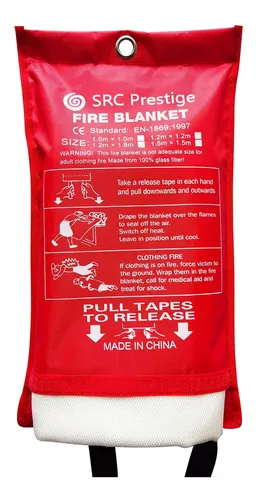 SRC Prestige
FIRE BLANKET
CE Standard: EN-1869:1997
SIZE: 1.0m × 1.0m 1.2m × 1.2m
1.2m × 1.8m 1.5m × 1.5m
WARNING! This fire blanket is not adequate size for
adult clothing fire Made from 100% glass fiber!
Take a release tape in each hand
and pull downwards and outwards.
Drape the blanket over the flames
to seal off the air.
Switch off heat.
Leave in position until cool.
CLOTHING FIRE
If clothing is on fire, force victim to
the ground. Wrap them in the fire
blanket, call for medical aid and
treat for shock.
PULL TAPES
TO RELEASE
MADE IN CHINA